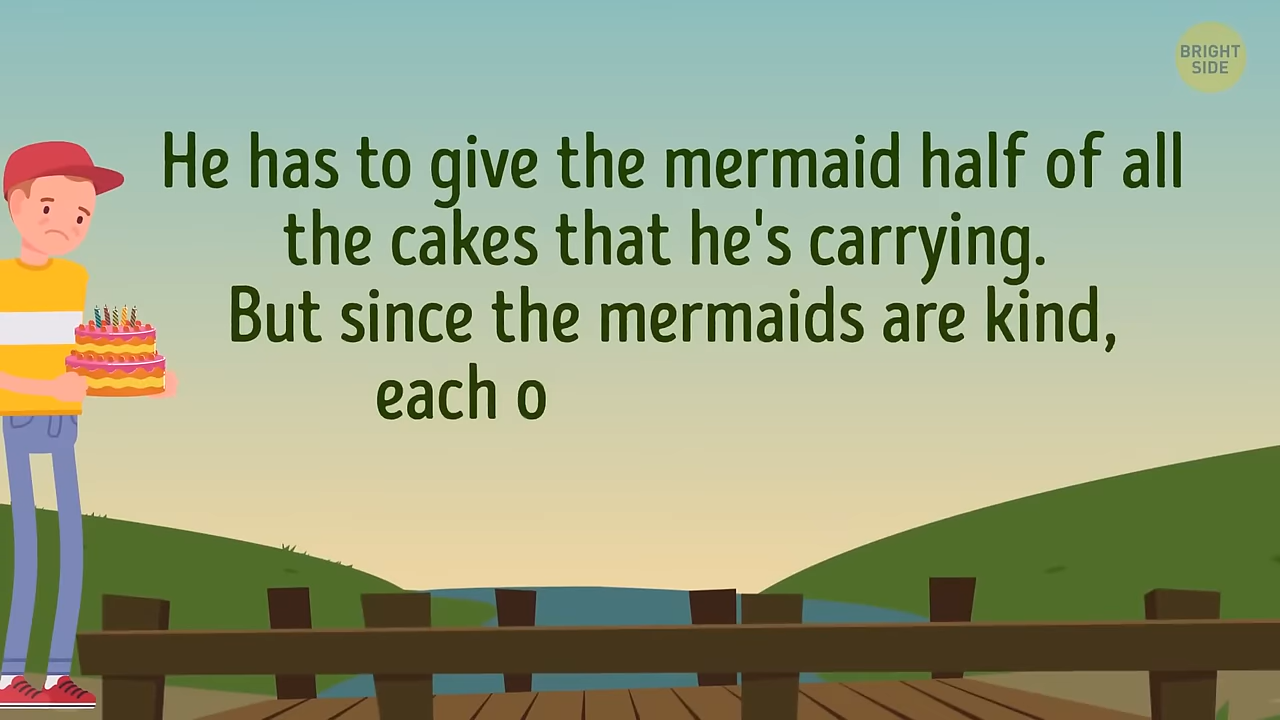 BRIGHT
SIDE
He has to give the mermaid half of all
the cakes that he's carrying.
But since the mermaids are kind,
each o